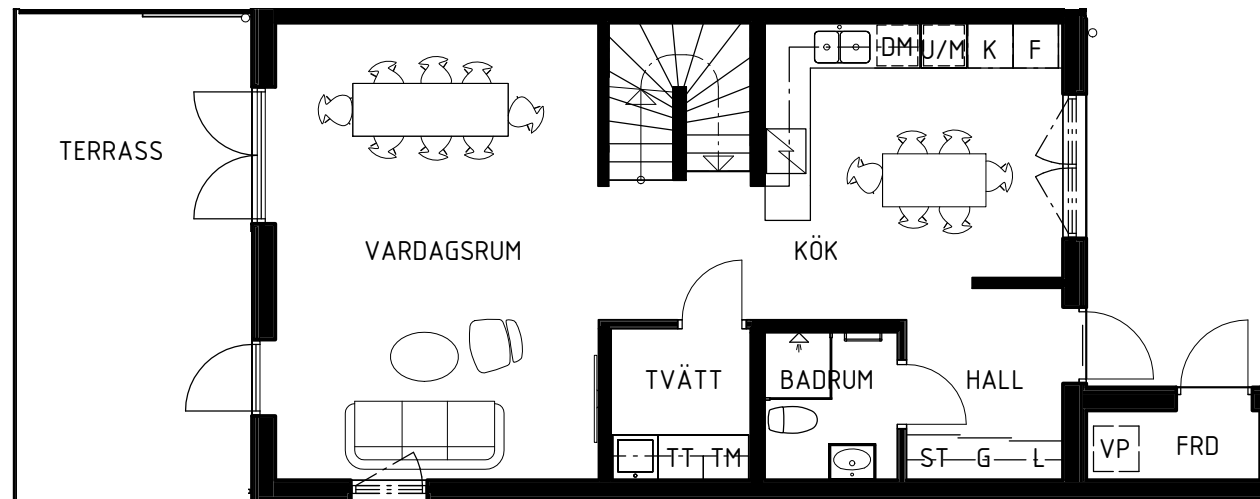 DM U/M K F
TERRASS
VARDAGSRUM
KÖK
TVÄTT
BADRUM
HALL
TT TM
ST G L
VP
FRD